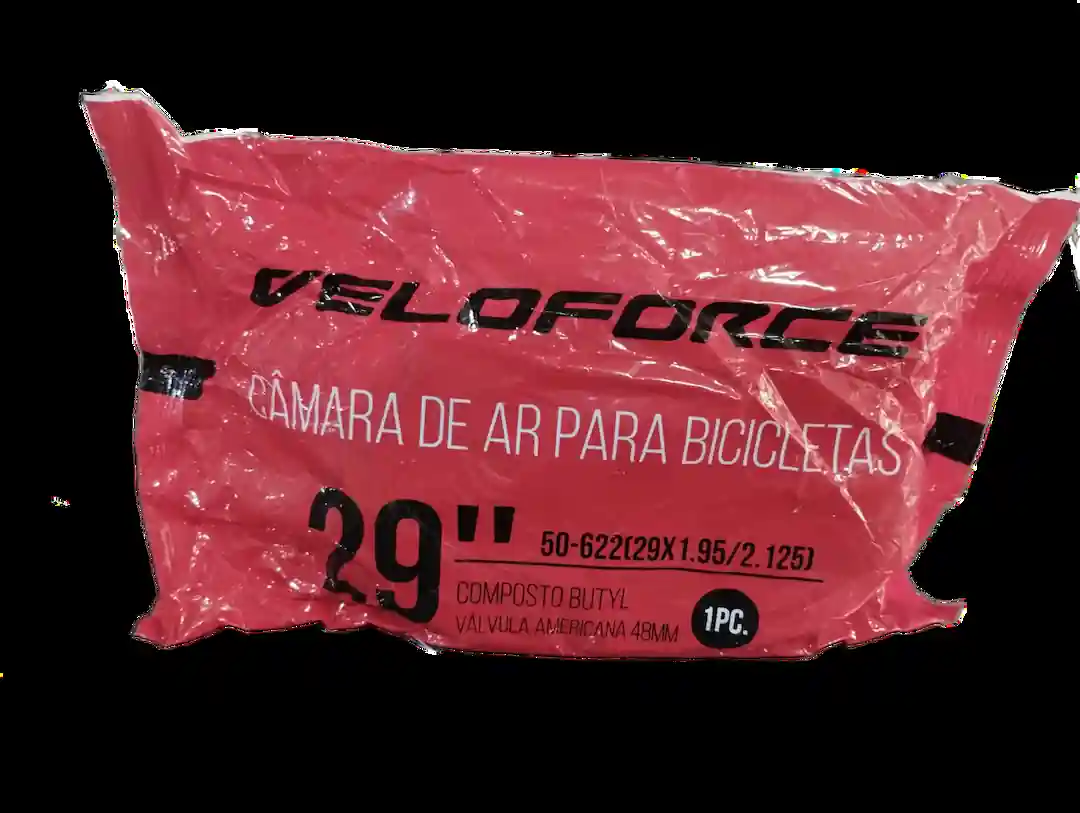 VELOFORCE
CÂMARA DE AR PARA BICICLETAS
29" 50-622(29X1.95/2.125)
COMPOSTO BUTYL
VÁLVULA AMERICANA 48MM
1PC.